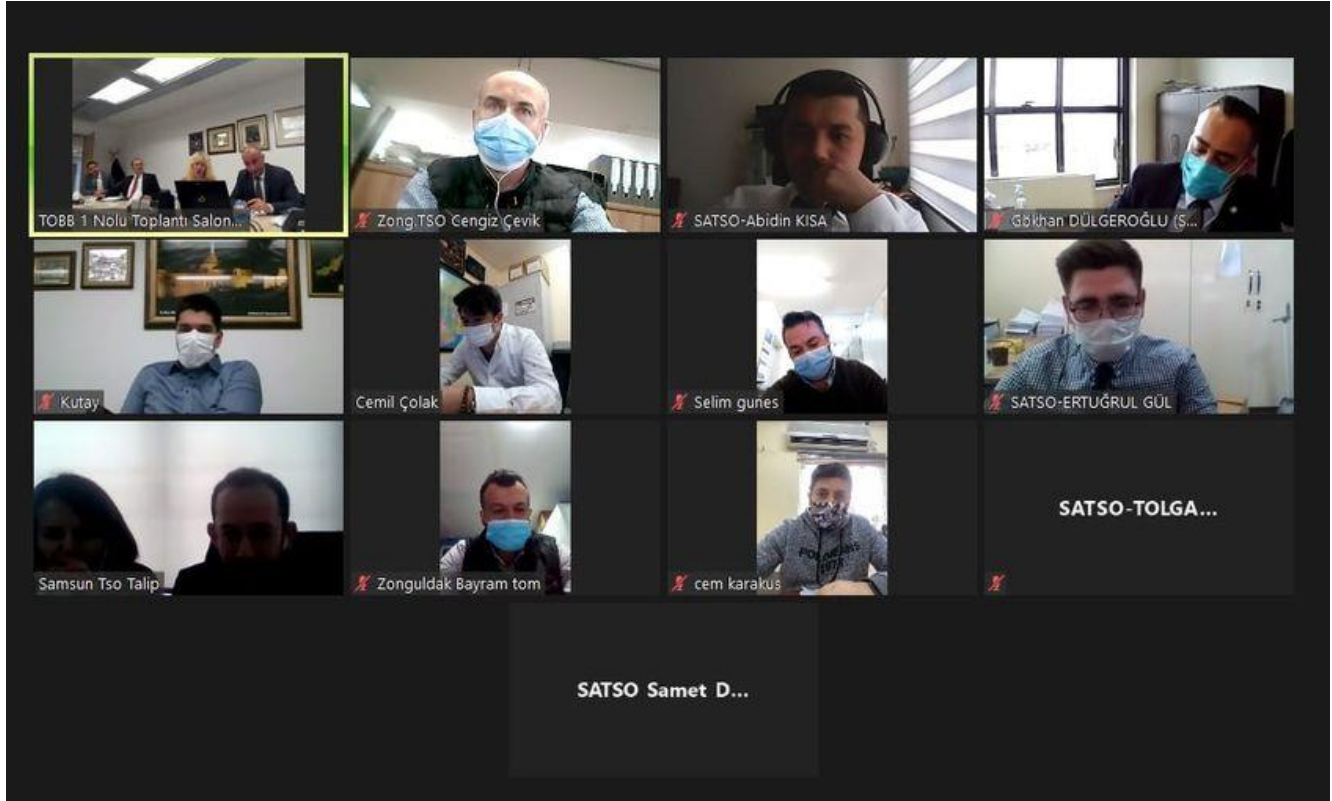 TOBB 1 Nolu Toplantı Salon...
Zong.TSO Cengiz Çevik
SATSO-Abidin KISA
Gökhan DÜLGEROĞLU (S...
Kutay
Cemil Çolak
Selim gunes
SATSO-ERTUĞRUL GÜL
Samsun Tso Talip
Zonguldak Bayram tom
cem karakus
SATSO-TOLGA...
SATSO Samet D...